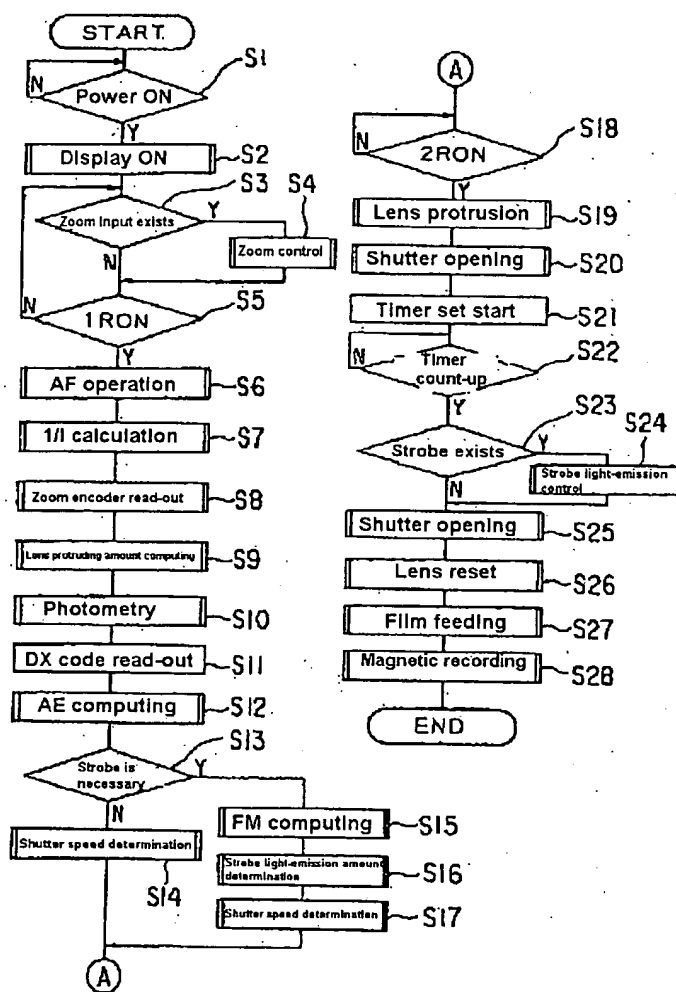 START
S1
N
Power ON
Y
Display ON
S2
S3
S4
Zoom Input exists
Y
Zoom control
N
S5
N
1RON
Y
AF operation
S6
1/l calculation
S7
Zoom encoder read-out
S8
Lens protruding amount computing
S9
Photometry
S10
DX code read-out
S11
AE computing
S12
S13
Strobe is
necessary
Y
N
Shutter speed determination
S14
FM computing
S15
Strobe light-emission amount
determination
S16
Shutter speed determination
S17
A
A
S18
N
2RON
Y
Lens protrusion
S19
Shutter opening
S20
Timer set start
S21
S22
N
Timer
count-up
Y
S23
S24
Strobe exists
Y
Strobe light-emission
control
N
Shutter opening
S25
Lens reset
S26
Film feeding
S27
Magnetic recording
S28
END